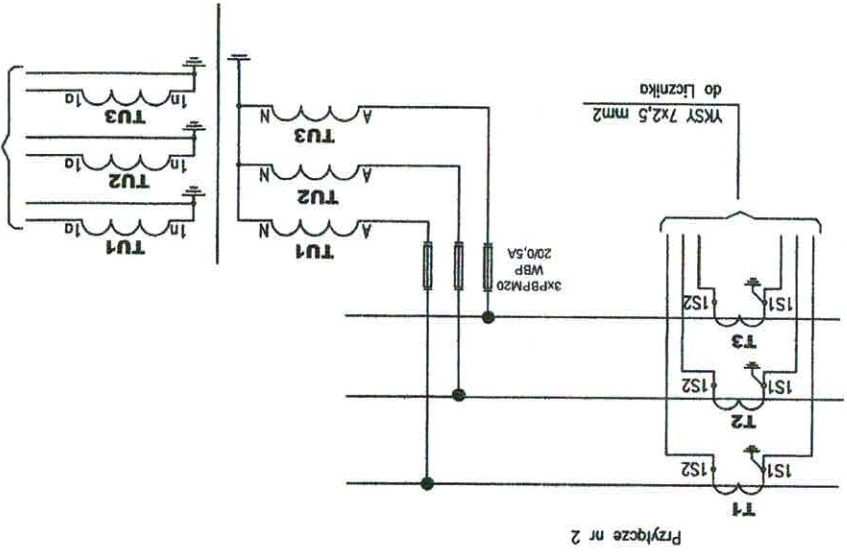 Przyłącze nr 2
T1
1S1
1S2
T2
1S1
1S2
T3
1S1
1S2
3xPBPM20
WBP
20/0,5A
TU1
A
N
TU1
1n
1a
TU2
A
N
TU2
1n
1a
TU3
A
N
TU3
1n
1a
YKSY 7x2,5 mm2
do Licznika